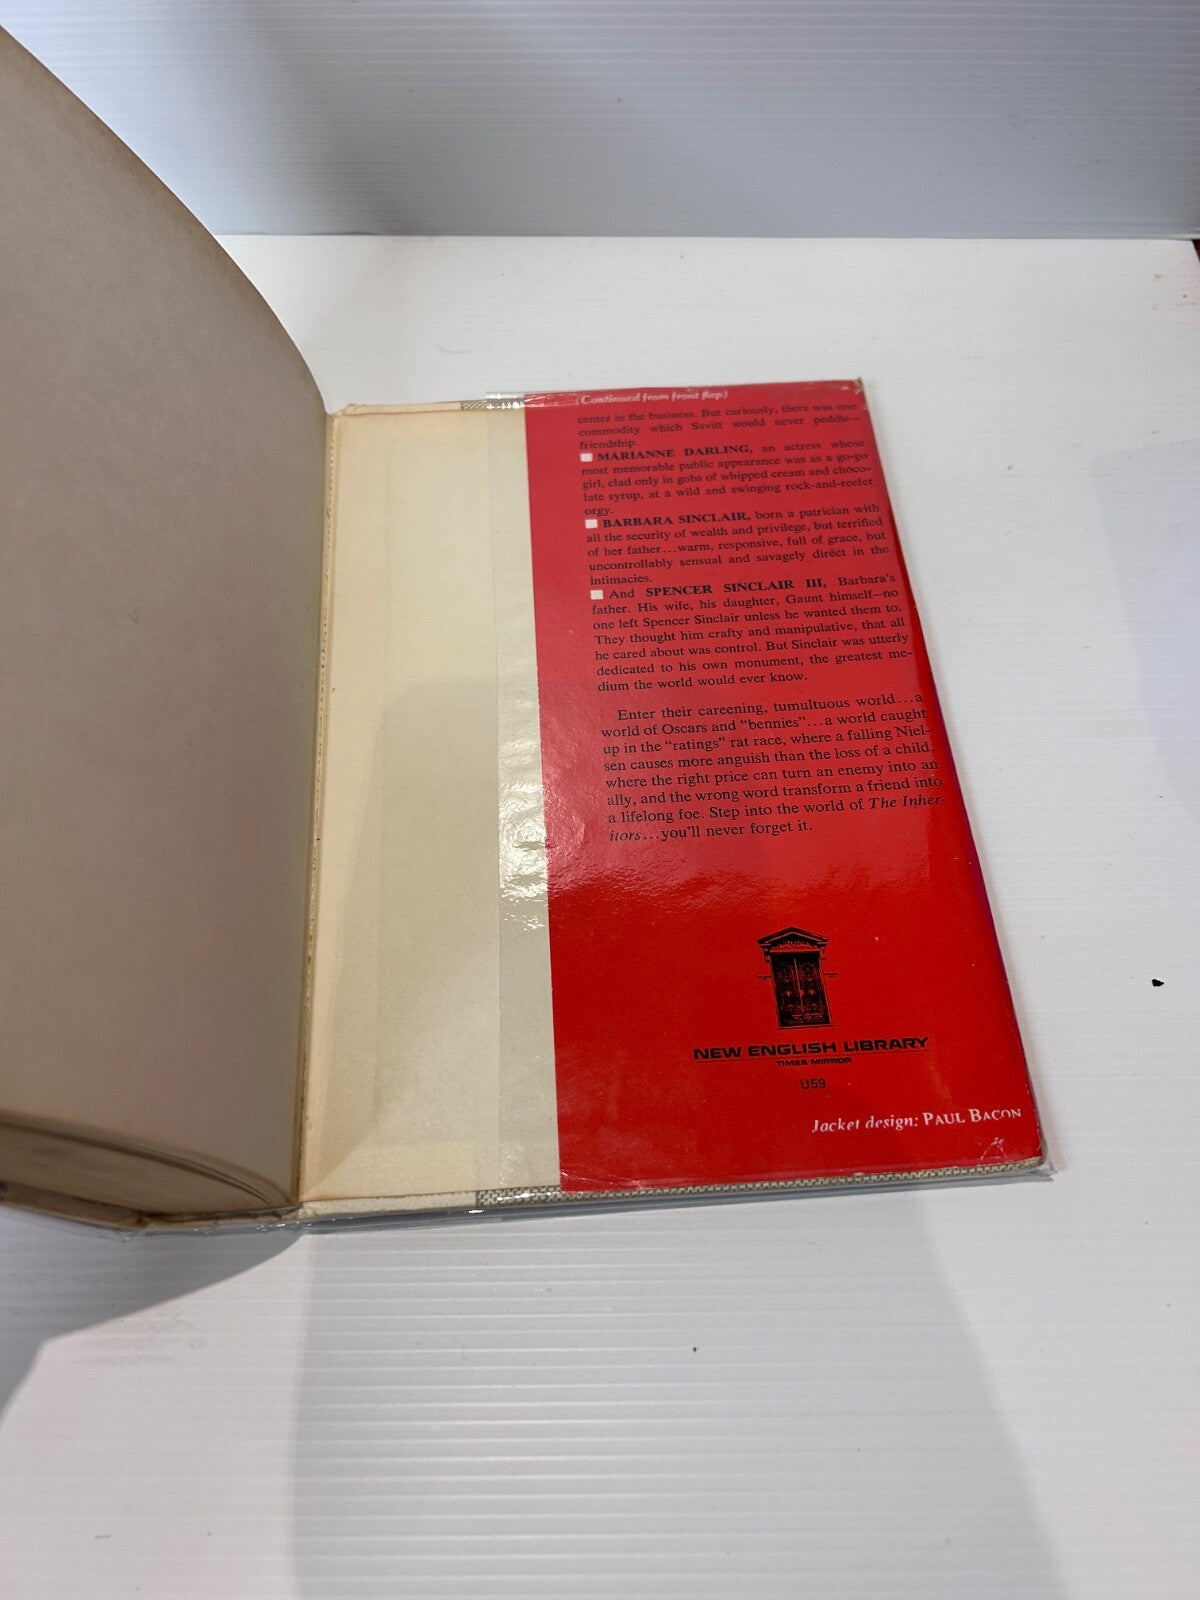 (Continued from front flap)
center in the business. But curiously, there was one
commodity which Savitt would never peddle—
friendship.
MARIANNE DARLING, an actress whose
most memorable public appearance was as a go-go
girl, clad only in gobs of whipped cream and choco-
late syrup, at a wild and swinging rock-and-reefer
orgy.
BARBARA SINCLAIR, born a patrician with
all the security of wealth and privilege, but terrified
of her father...warm, responsive, full of grace, but
uncontrollably sensual and savagely direct in the
intimacies.
And SPENCER SINCLAIR III, Barbara's
father. His wife, his daughter, Gaunt himself—no
one left Spencer Sinclair unless he wanted them to.
They thought him crafty and manipulative, that all
he cared about was control. But Sinclair was utterly
dedicated to his own monument, the greatest me-
dium the world would ever know.
Enter their careening, tumultuous world...a
world of Oscars and "bennies"...a world caught
up in the "ratings" rat race, where a falling Niel-
sen causes more anguish than the loss of a child,
where the right price can turn an enemy into an
ally, and the wrong word transform a friend into
a lifelong foe. Step into the world of The Inher-
itors...you'll never forget it.
NEW ENGLISH LIBRARY
TIMES MIRROR
U59
Jacket design: PAUL BACON